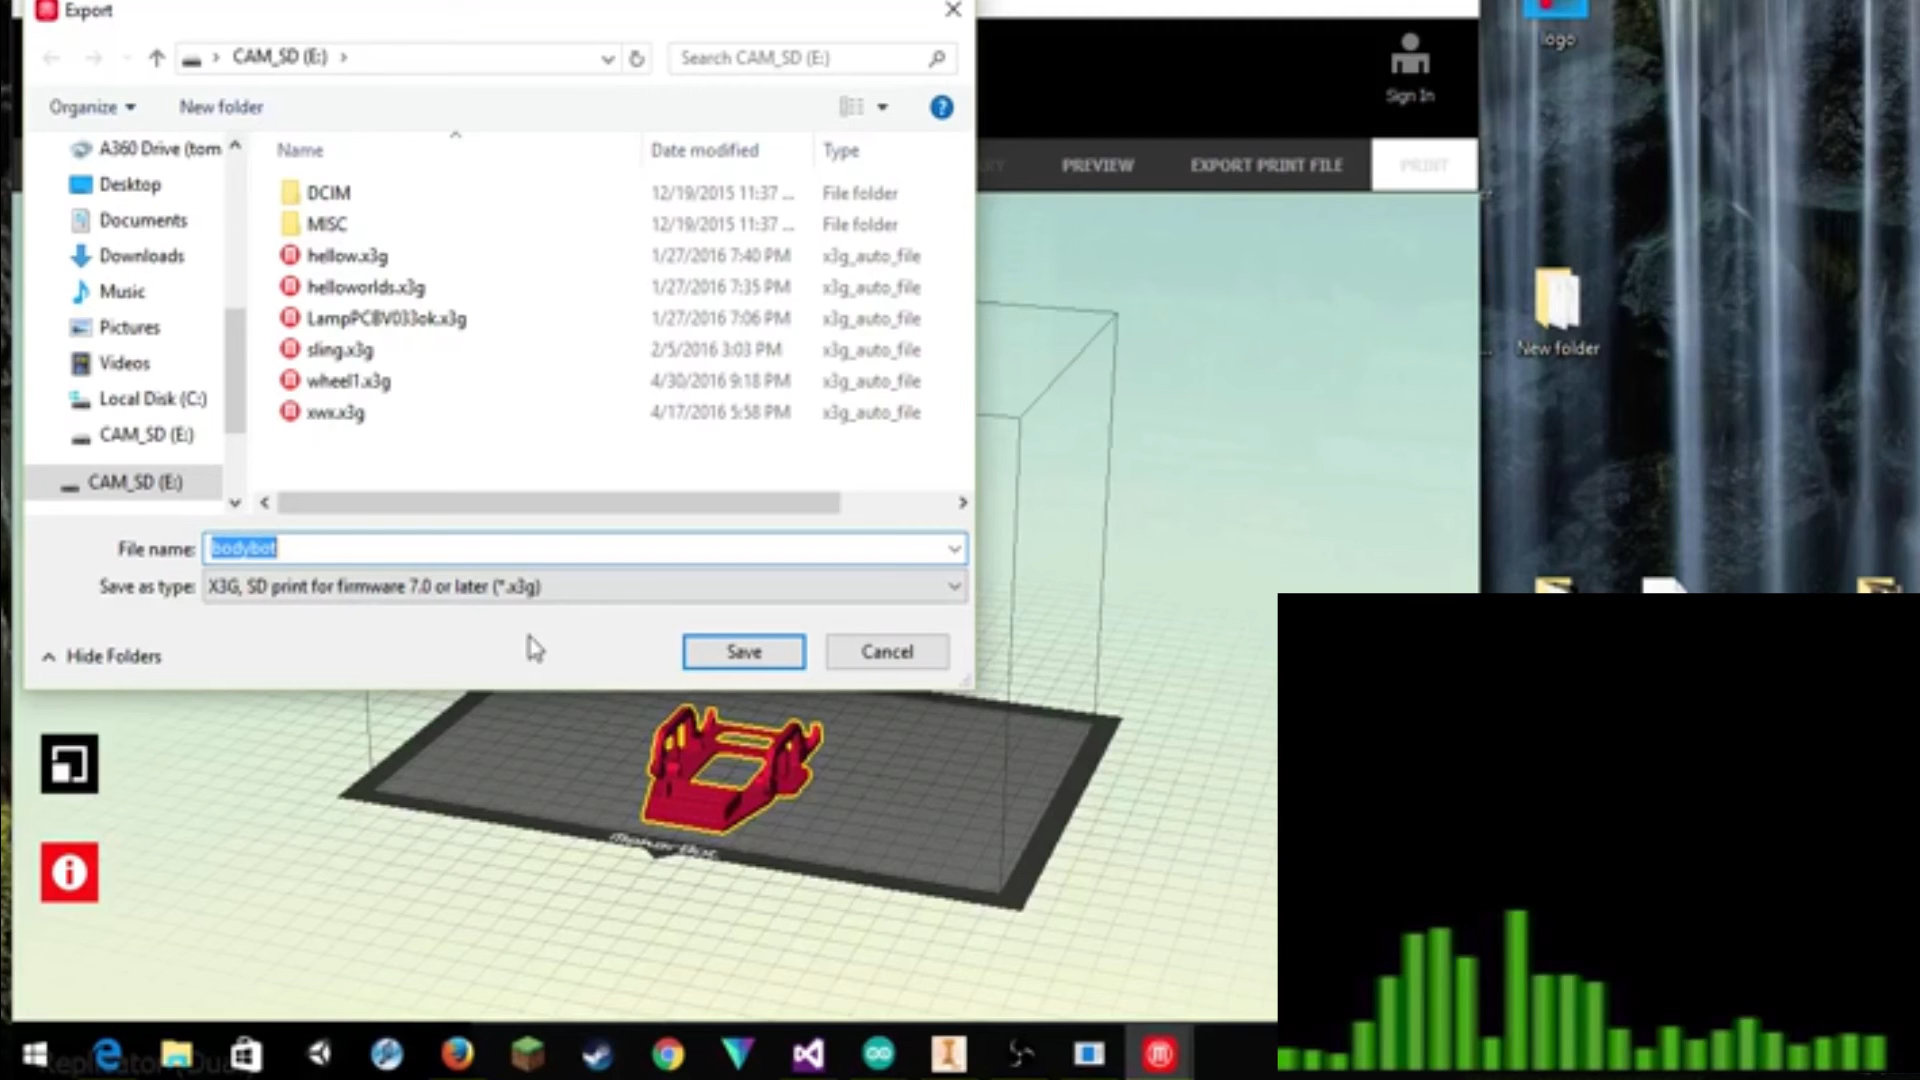 Export
CAM_SD (E:)
Search CAM_SD (E:)
Organize
New folder
Sign In
logo
PREVIEW
EXPORT PRINT FILE
PRINT
A360 Drive (tom
Desktop
Documents
Downloads
Music
Pictures
Videos
Local Disk (C:)
CAM_SD (E:)
CAM_SD (E:)
Name Date modified Type
DCIM 12/19/2015 11:37 ... File folder
MISC 12/19/2015 11:37 ... File folder
hellow.x3g 1/27/2016 7:40 PM x3g_auto_file
helloworlds.x3g 1/27/2016 7:35 PM x3g_auto_file
LampPCBV033ok.x3g 1/27/2016 7:06 PM x3g_auto_file
sling.x3g 2/5/2016 3:03 PM x3g_auto_file
wheel1.x3g 4/30/2016 9:18 PM x3g_auto_file
xwx.x3g 4/17/2016 5:58 PM x3g_auto_file
New folder
File name: bodybot
Save as type: X3G, SD print for firmware 7.0 or later (*.x3g)
Hide Folders
Save
Cancel
MakerBot
Replicator (Dual